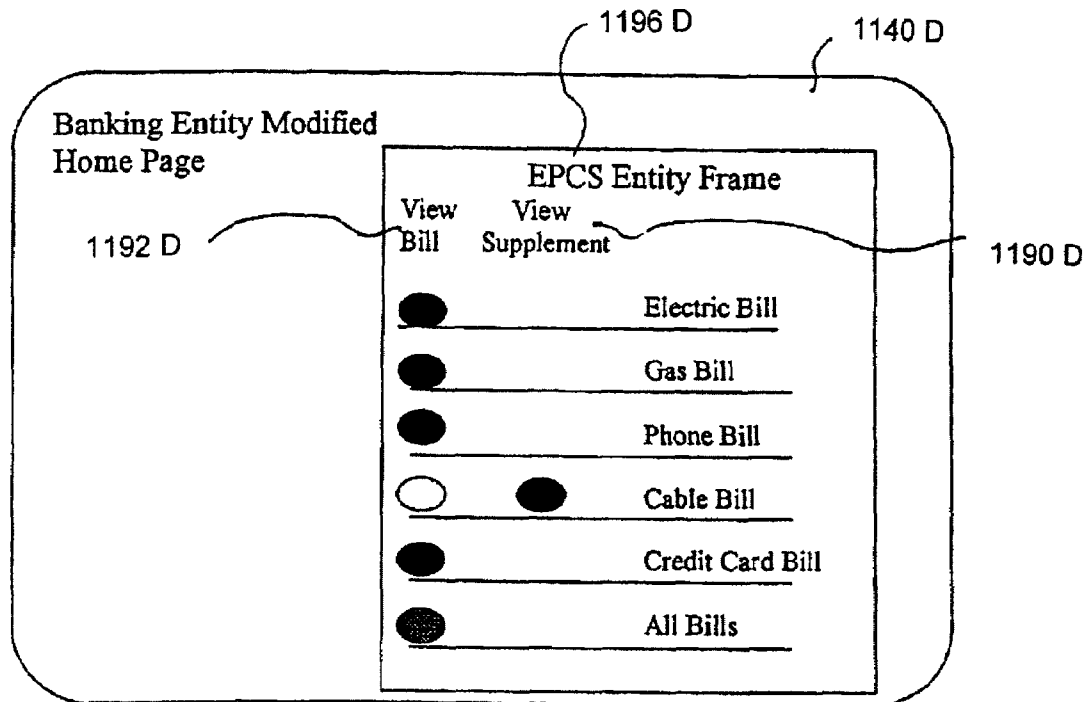 1196 D
1140 D
Banking Entity Modified
Home Page
EPCS Entity Frame
View
Bill
View
Supplement
1192 D
1190 D
Electric Bill
Gas Bill
Phone Bill
Cable Bill
Credit Card Bill
All Bills